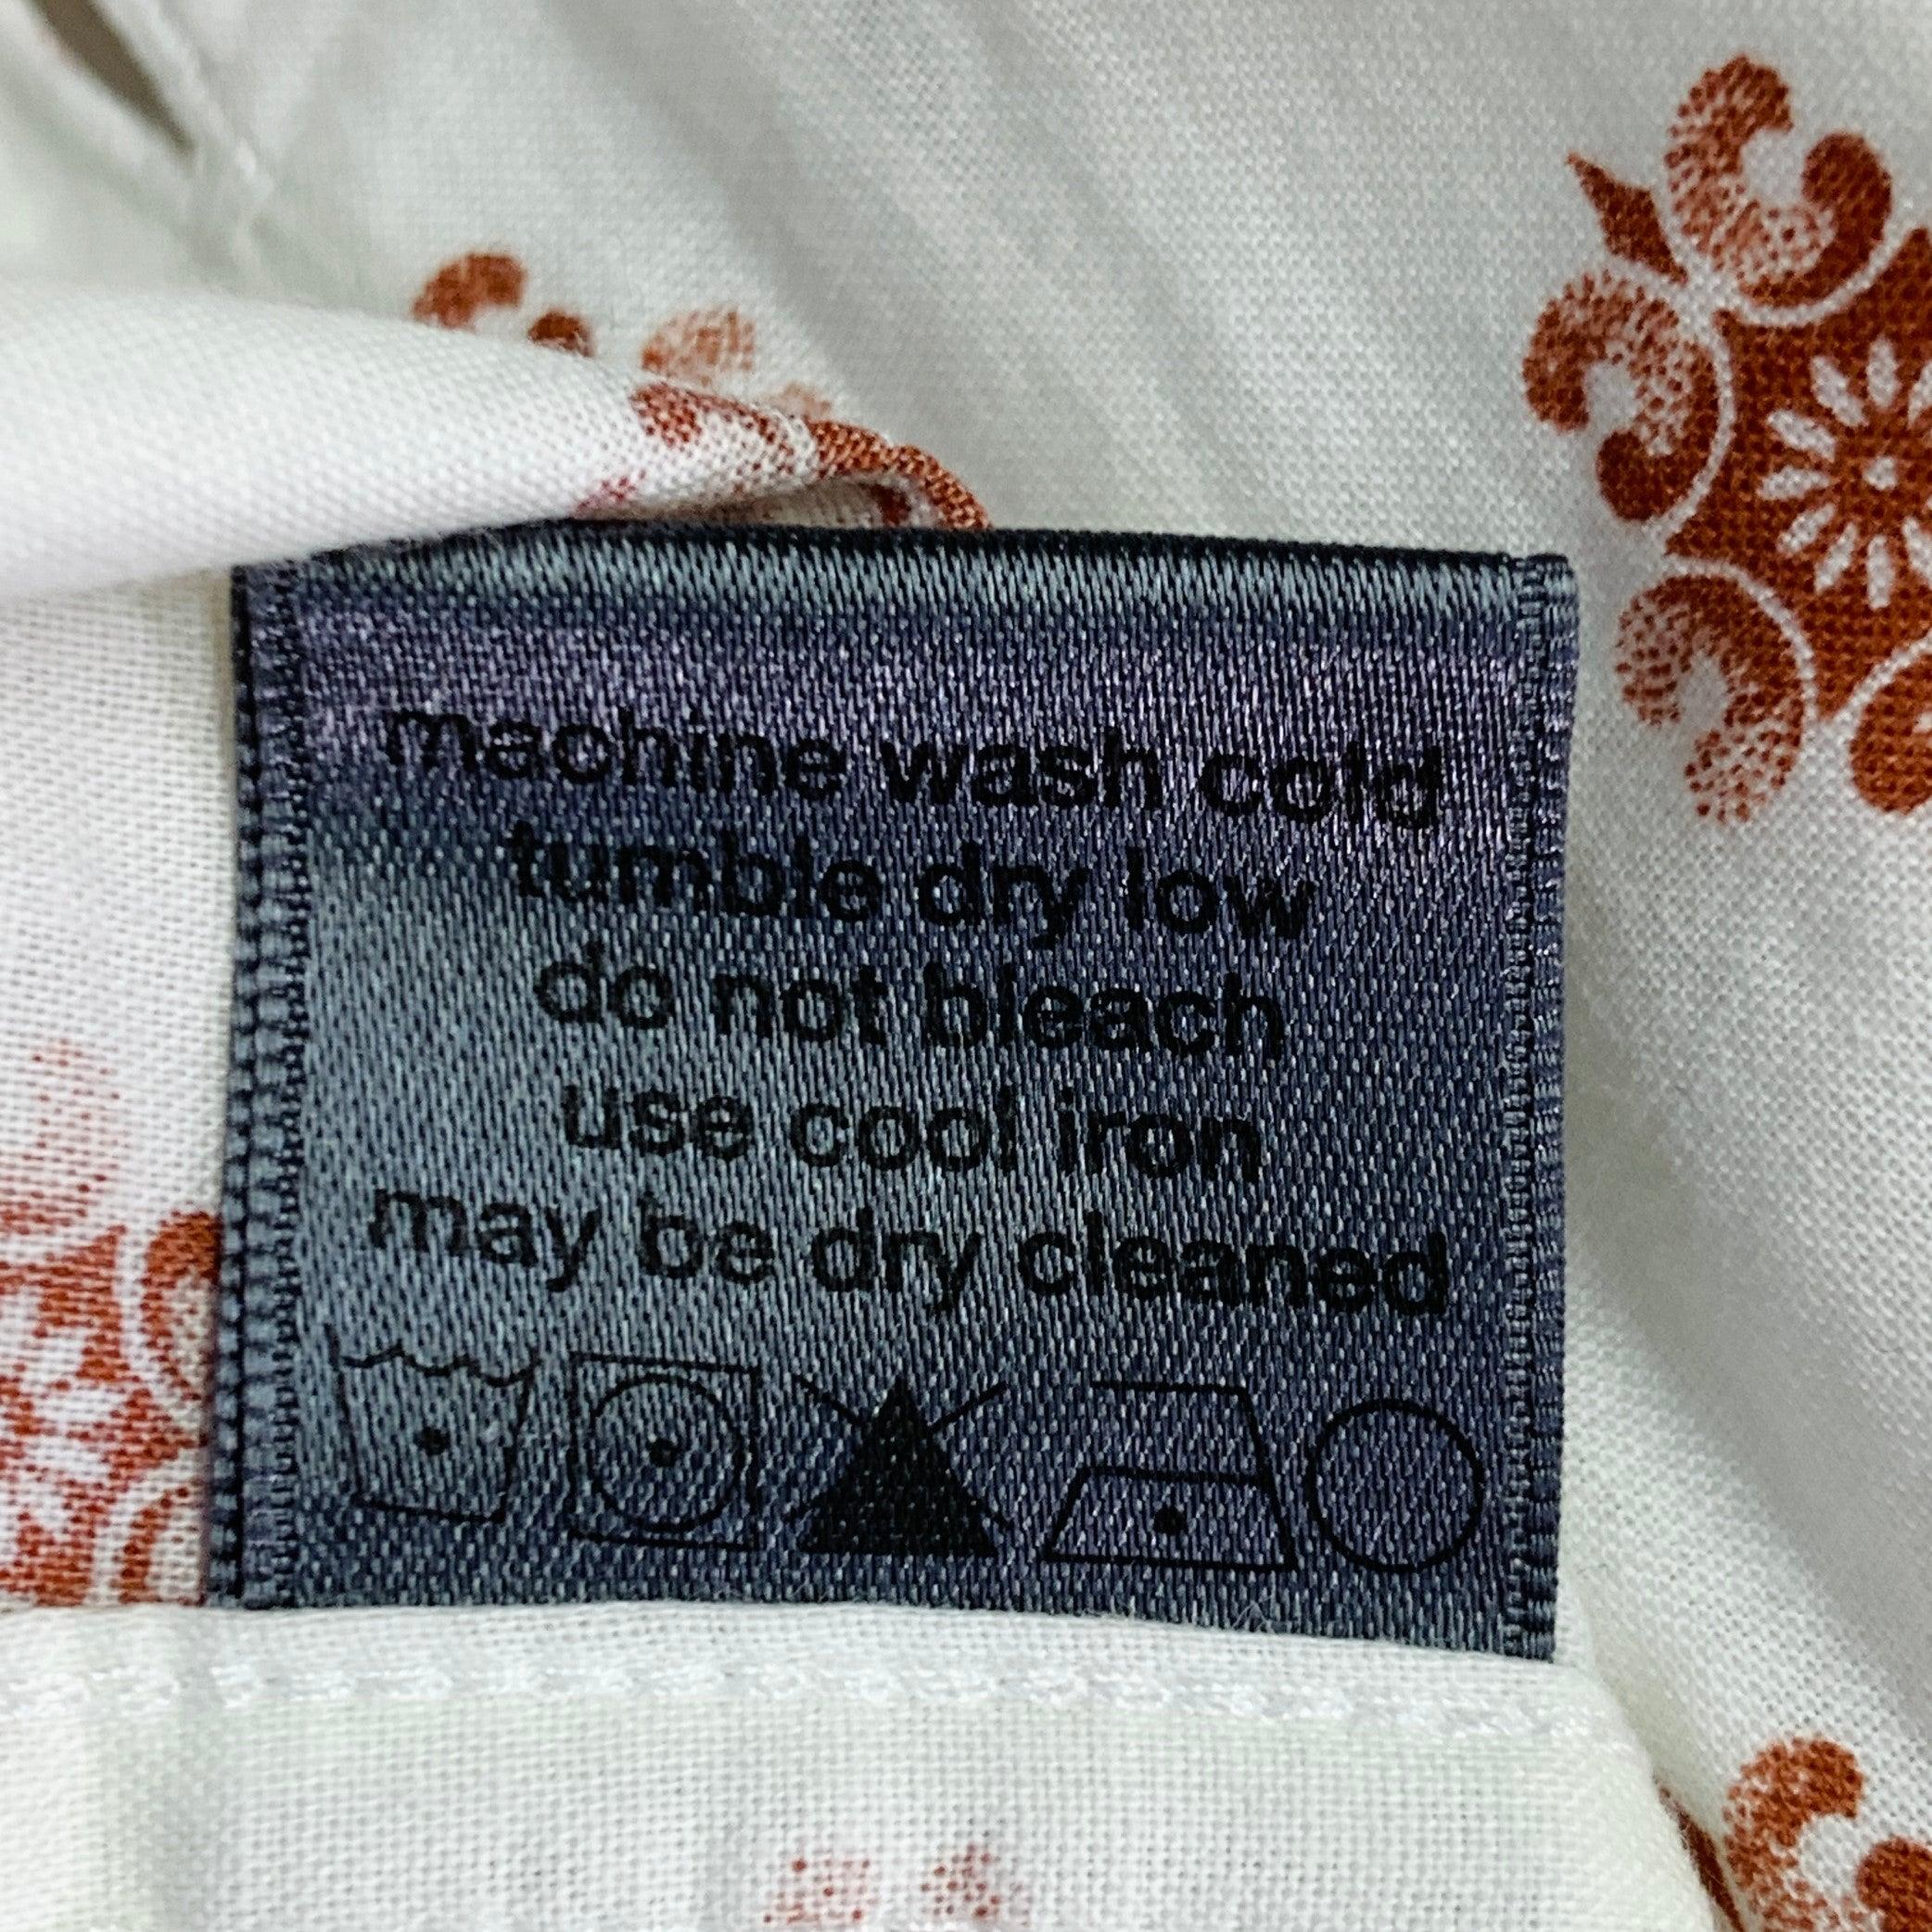 machine wash cold
tumble dry low
do not bleach
use cool iron
may be dry cleaned